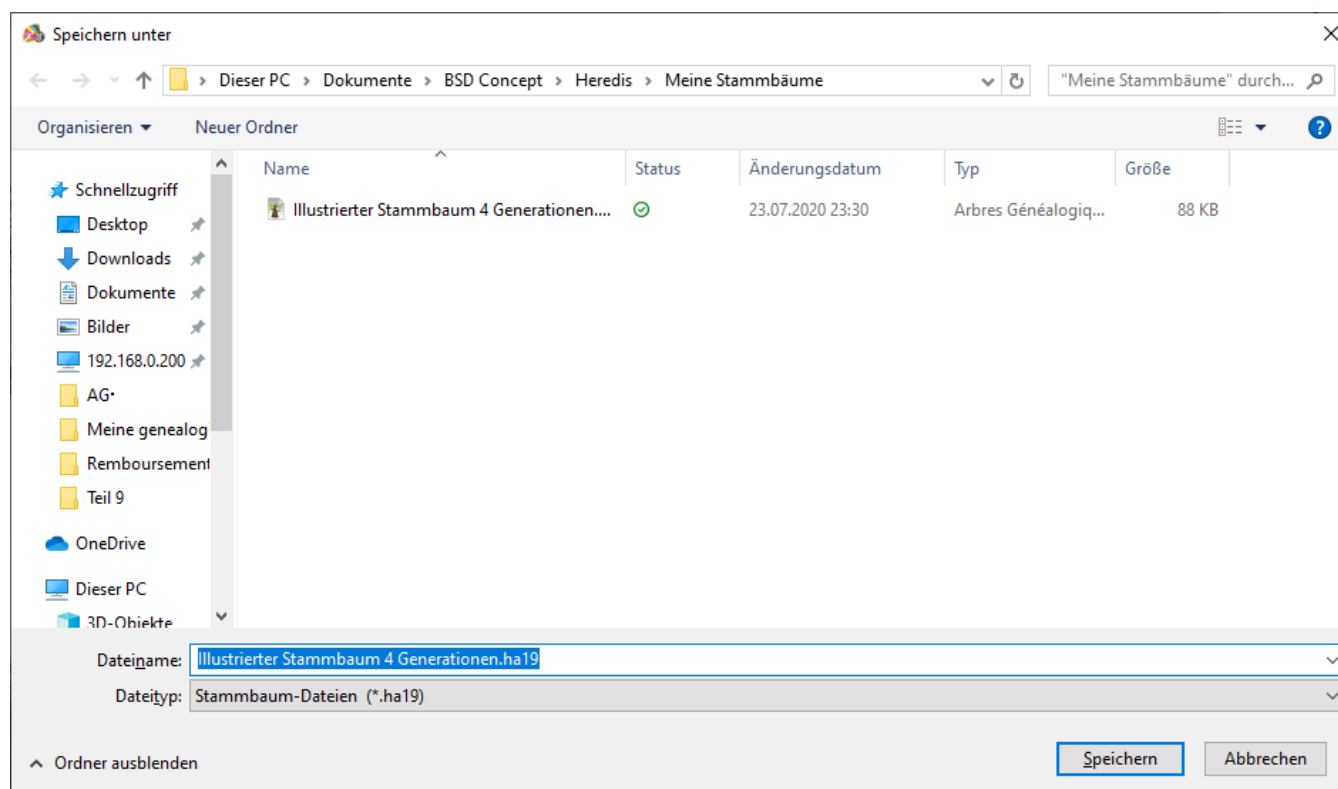 Speichern unter
Dieser PC > Dokumente > BSD Concept > Heredis > Meine Stammbäume
"Meine Stammbäume" durch...
Organisieren
Neuer Ordner
Name
Status
Änderungsdatum
Typ
Größe
Schnellzugriff
Desktop
Downloads
Dokumente
Bilder
192.168.0.200
AG·
Meine genealog
Remboursement
Teil 9
OneDrive
Dieser PC
3D-Objekte
Illustrierter Stammbaum 4 Generationen....
23.07.2020 23:30
Arbres Généalogiq...
88 KB
Dateiname: Illustrierter Stammbaum 4 Generationen.ha19
Dateityp: Stammbaum-Dateien (*.ha19)
Ordner ausblenden
Speichern
Abbrechen